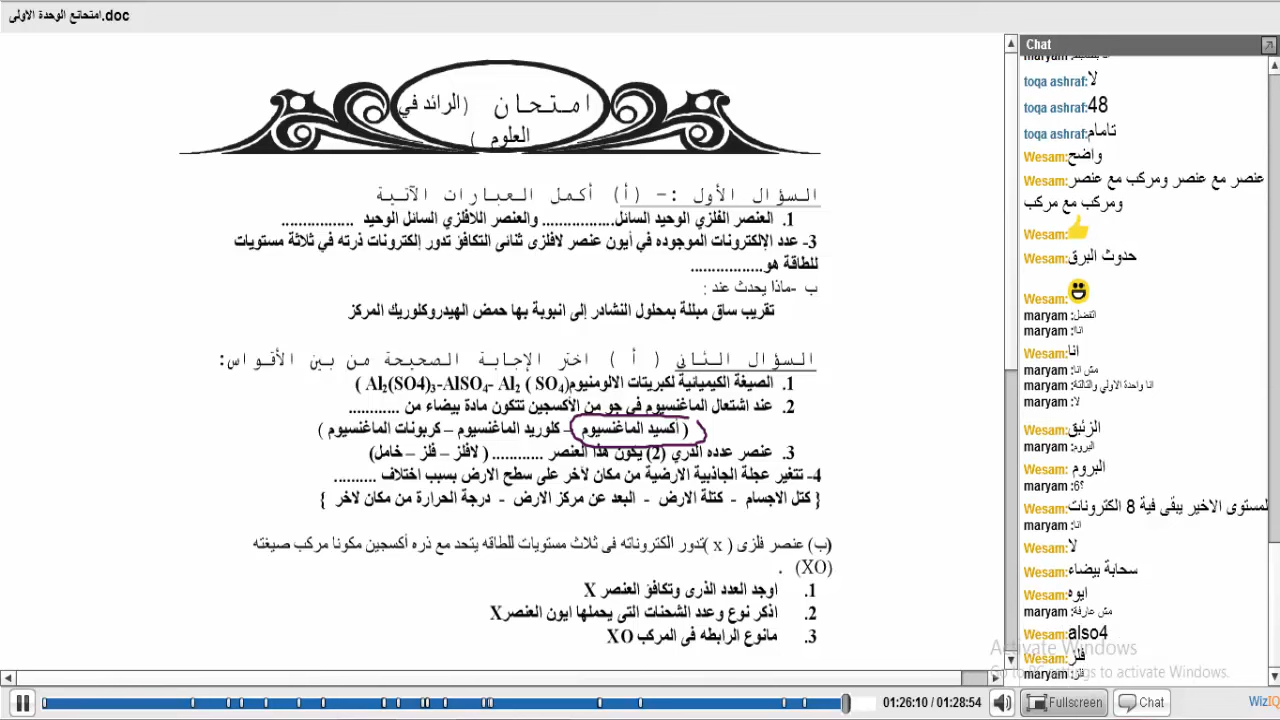 امتحانع الوحدة الاولى.doc
امتحان (الرائد في
العلوم )
السؤال الأول :- (أ) أكمل العبارات الآتية
1. العنصر الفلزي الوحيد السائل................. والعنصر اللافلزي السائل الوحيد .................
3- عدد الإلكترونات الموجوده في أيون عنصر لافلزى ثنائى التكافؤ تدور إلكترونات ذرته في ثلاثة مستويات
للطاقة هو.................
ب -ماذا يحدث عند :
تقريب ساق مبللة بمحلول النشادر إلى انبوبة بها حمض الهيدروكلوريك المركز
السؤال الثانى ( أ ) اختر الإجابة الصحيحة من بين الأقواس:
1. الصيغة الكيميائية لكبريتات الالومنيوم( Al2(SO4)3-AlSO4- Al2 ( SO4)
2. عند اشتعال الماغنسيوم في جو من الأكسجين تتكون مادة بيضاء من ............
( أكسيد الماغنسيوم – كلوريد الماغنسيوم – كربونات الماغنسيوم )
3. عنصر عدده الذري (2) يكون هذا العنصر ............ ( لافلز – فلز – خامل)
4- تتغير عجلة الجاذبية الارضية من مكان لآخر على سطح الارض بسبب اختلاف ..........
{ كتل الاجسام - كتلة الارض - البعد عن مركز الارض - درجة الحرارة من مكان لاخر }
(ب) عنصر فلزى ( x )تدور الكتروناته فى ثلاث مستويات للطاقه يتحد مع ذره أكسجين مكونا مركب صيغته
(XO) .
1. اوجد العدد الذرى وتكافؤ العنصر X
2. اذكر نوع وعدد الشحنات التى يحملها ايون العنصرX
3. مانوع الرابطه فى المركب XO
Chat
toqa ashraf: لا
toqa ashraf: 48
toqa ashraf: تامام
Wesam: واضح
Wesam: عنصر مع عنصر ومركب مع عنصر
ومركب مع مركب
Wesam:
Wesam: حدوث البرق
Wesam:
maryam: اتفضل
maryam: اناا
Wesam: انا
maryam: مش انا
maryam: انا واحدة الاولي والتالتة
maryam: لا
Wesam: الزئبق
maryam: البروم
Wesam: البروم
maryam: 6؟
Wesam: لمستوى الاخير يبقى فية 8 الكترونات
maryam: انا
Wesam: لا
Wesam: سحابة بيضاء
Wesam: ايوه
maryam: مش عارفة
Wesam: also4
Wesam: فلز
maryam: فلز
Activate Windows
Go to PC settings to activate Windows.
01:26:10 / 01:28:54
Fullscreen
Chat
WizIQ